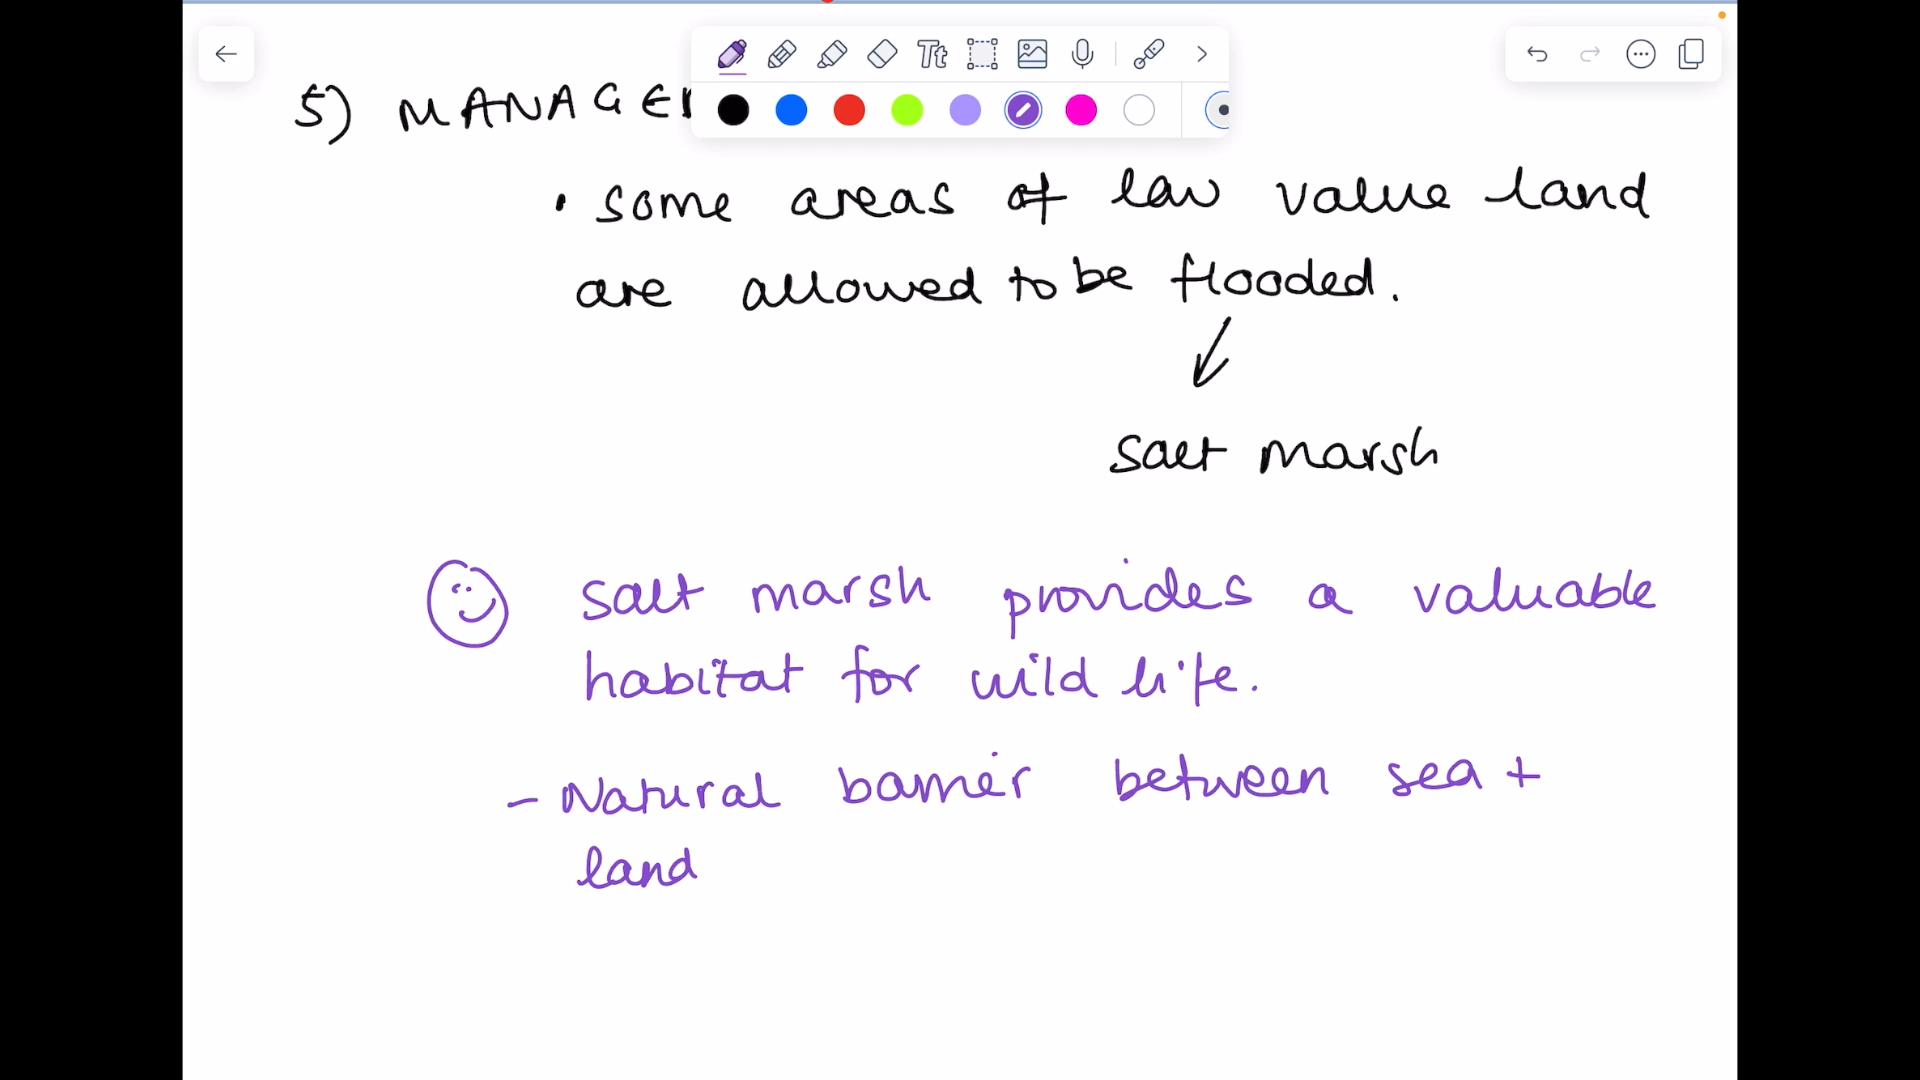 5) MANAGE
Tt
• some areas of low value land
are allowed to be flooded.
salt marsh
salt marsh provides a valuable
habitat for wild life.
- Natural barrier between sea +
land